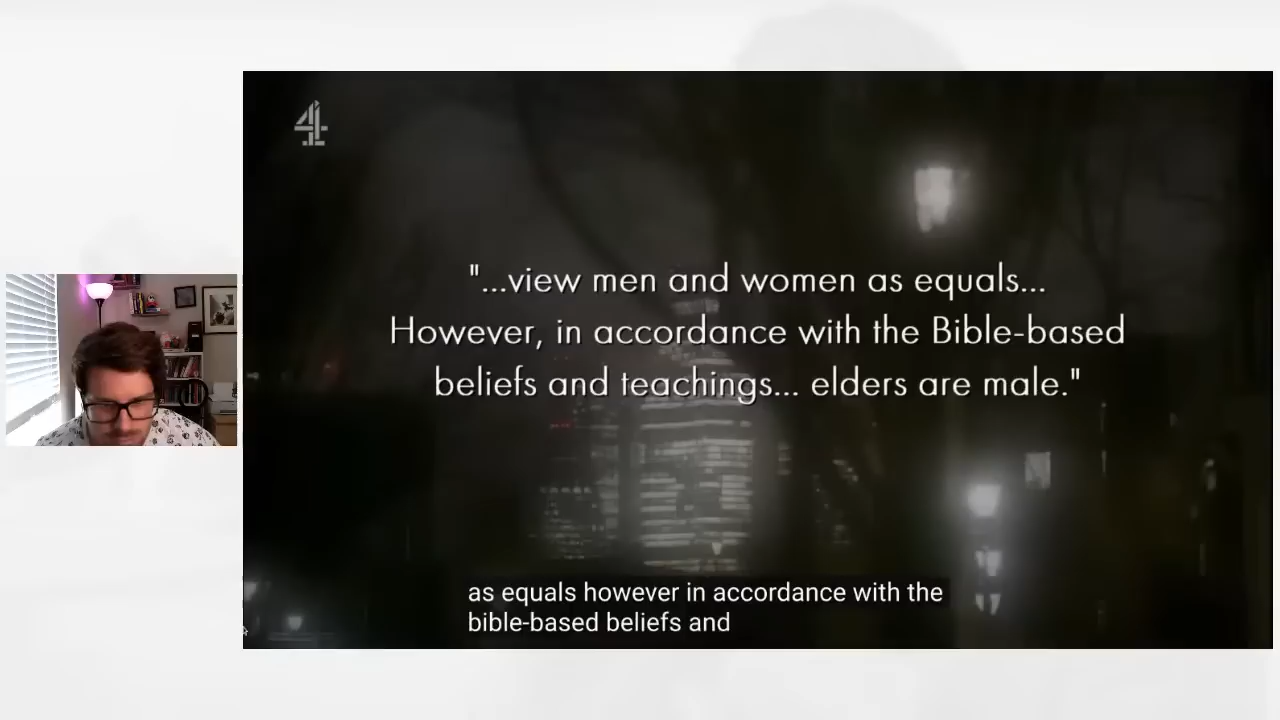 4
"...view men and women as equals...
However, in accordance with the Bible-based
beliefs and teachings... elders are male."
as equals however in accordance with the
bible-based beliefs and